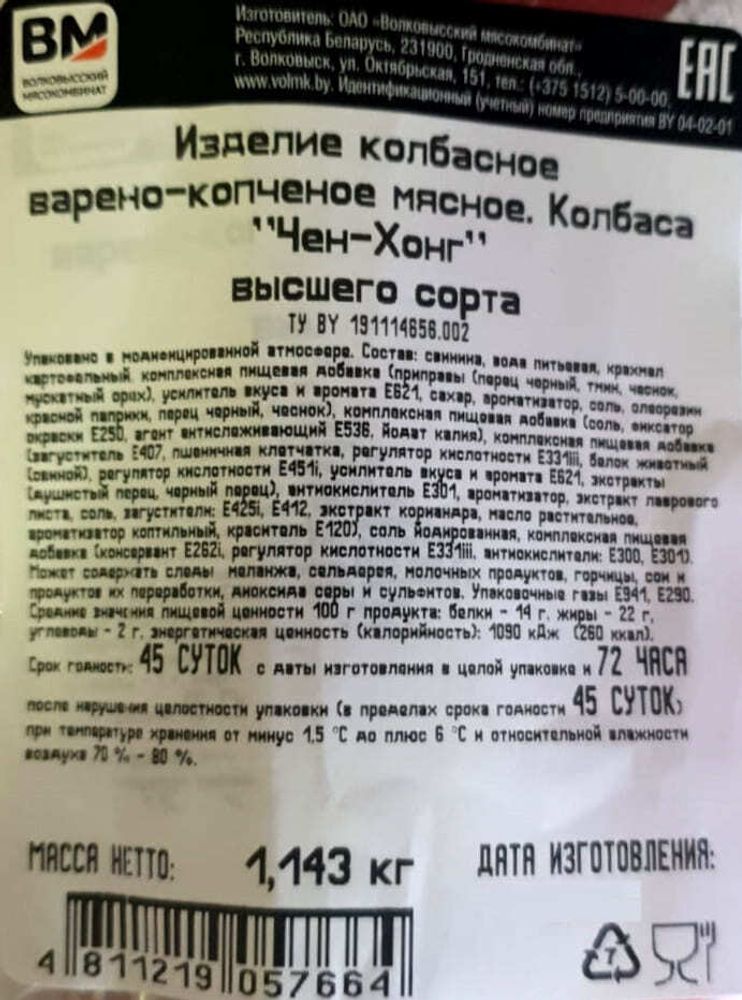 ВМ
ВОЛКОВЫССКИЙ
МЯСОКОМБИНАТ
Изготовитель: ОАО «Волковысский мясокомбинат»
Республика Беларусь, 231900, Гродненская обл.,
г. Волковыск, ул. Октябрьская, 151, тел.: (+375 1512) 5-00-00,
www.volmk.by. Идентификационный (учетный) номер предприятия BY 04-02-01
EAC
Изделие колбасное
варено-копченое мясное. Колбаса
"Чен-Хонг"
высшего сорта
ТУ BY 191114656.002
Упаковано в модифицированной атмосфере. Состав: свинина, вода питьевая, крахмал
картофельный, комплексная пищевая добавка (приправы (перец черный, тмин, чеснок,
мускатный орех), усилитель вкуса и аромата Е621, сахар, ароматизатор, соль, олеорезин
красной паприки, перец черный, чеснок), комплексная пищевая добавка (соль, фиксатор
окраски Е250, агент антислеживающий Е536, йодат калия), комплексная пищевая добавка
(загуститель Е407, пшеничная клетчатка, регулятор кислотности Е331iii, белок животный
(свиной), регулятор кислотности Е451i, усилитель вкуса и аромата Е621, экстракты
(душистый перец, черный перец), антиокислитель Е301, ароматизатор, экстракт лаврового
листа, соль, загустители: Е425i, Е412, экстракт кориандра, масло растительное,
ароматизатор коптильный, краситель Е120), соль йодированная, комплексная пищевая
добавка (консервант Е262i, регулятор кислотности Е331iii, антиокислители: Е300, Е301).
Может содержать следы меланжа, сельдерея, молочных продуктов, горчицы, сои и
продуктов их переработки, диоксида серы и сульфитов. Упаковочные газы Е941, Е290.
Средние значения пищевой ценности 100 г продукта: белки - 14 г, жиры - 22 г,
углеводы - 2 г, энергетическая ценность (калорийность): 1090 кДж (260 ккал).
Срок годности: 45 СУТОК с даты изготовления в целой упаковке и 72 ЧАСА
после нарушения целостности упаковки (в пределах срока годности 45 СУТОК)
при температуре хранения от минус 1,5 °С до плюс 6 °С и относительной влажности
воздуха 70 % - 80 %.
МАССА НЕТТО: 1,143 кг ДАТА ИЗГОТОВЛЕНИЯ:
4 811219 057664
7